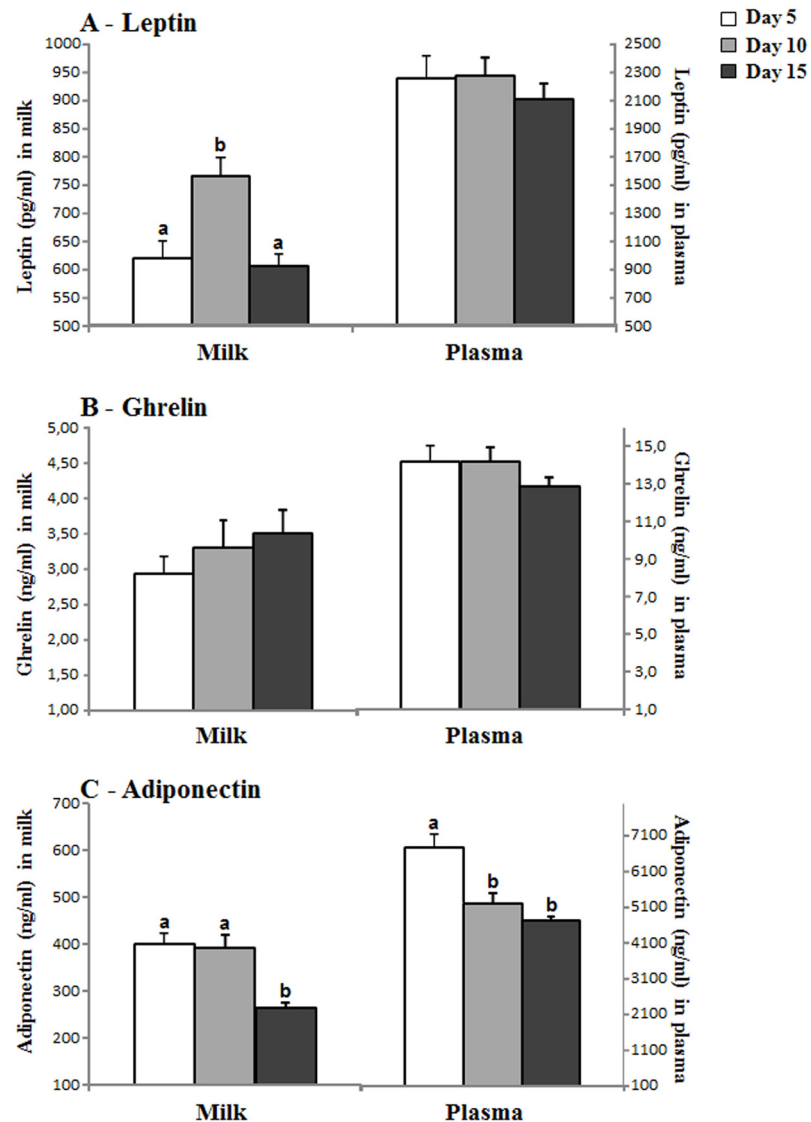 A - Leptin
Day 5
Day 10
Day 15
Leptin (pg/ml) in milk
1000
950
900
850
800
750
700
650
600
550
500
a
b
a
2500
2300
2100
1900
1700
1500
1300
1100
900
700
500
Leptin (pg/ml) in plasma
Milk
Plasma
B - Ghrelin
Ghrelin (ng/ml) in milk
5,00
4,50
4,00
3,50
3,00
2,50
2,00
1,50
1,00
15,0
13,0
11,0
9,0
7,0
5,0
3,0
1,0
Ghrelin (ng/ml) in plasma
Milk
Plasma
C - Adiponectin
Adiponectin (ng/ml) in milk
700
600
500
400
300
200
100
a
a
b
a
b
b
7100
6100
5100
4100
3100
2100
1100
100
Adiponectin (ng/ml) in plasma
Milk
Plasma